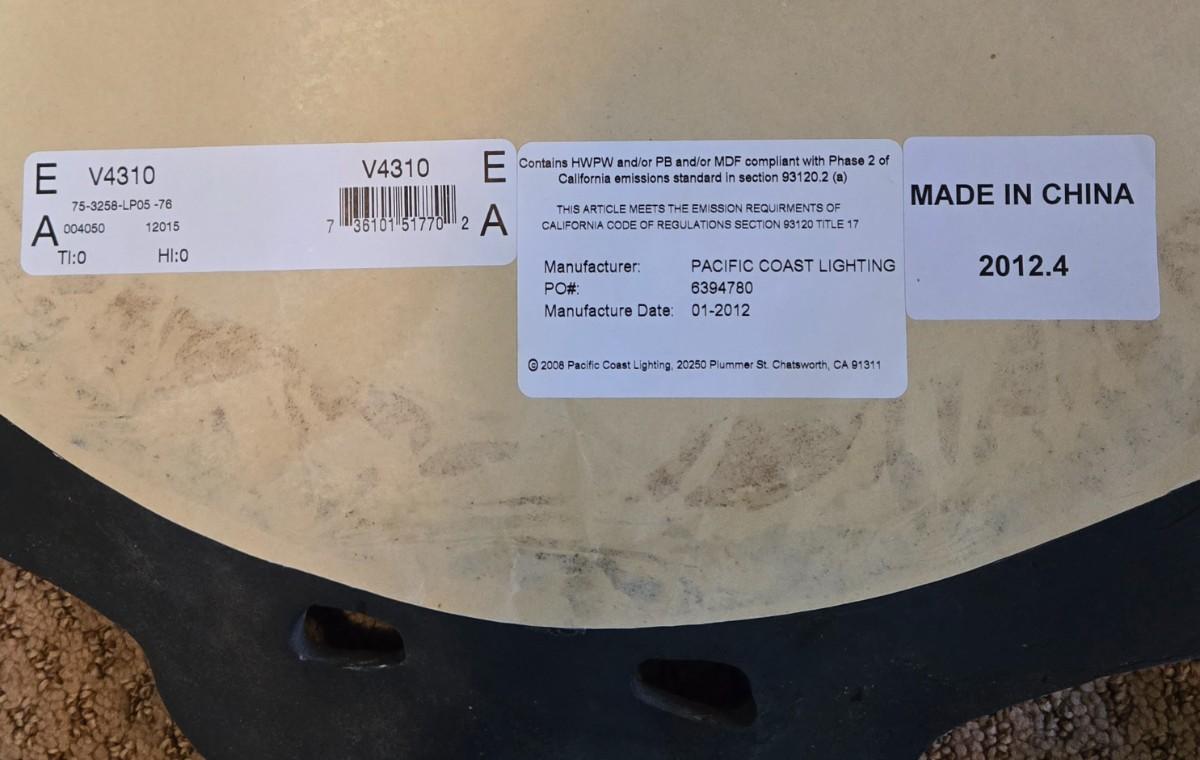 E V4310 V4310 E
75-3258-LP05 -76
A 004050 12015 7 36101 51770 2 A
TI:0 HI:0
Contains HWPW and/or PB and/or MDF compliant with Phase 2 of
California emissions standard in section 93120.2 (a)
THIS ARTICLE MEETS THE EMISSION REQUIRMENTS OF
CALIFORNIA CODE OF REGULATIONS SECTION 93120 TITLE 17
Manufacturer: PACIFIC COAST LIGHTING
PO#: 6394780
Manufacture Date: 01-2012
© 2008 Pacific Coast Lighting, 20250 Plummer St. Chatsworth, CA 91311
MADE IN CHINA
2012.4